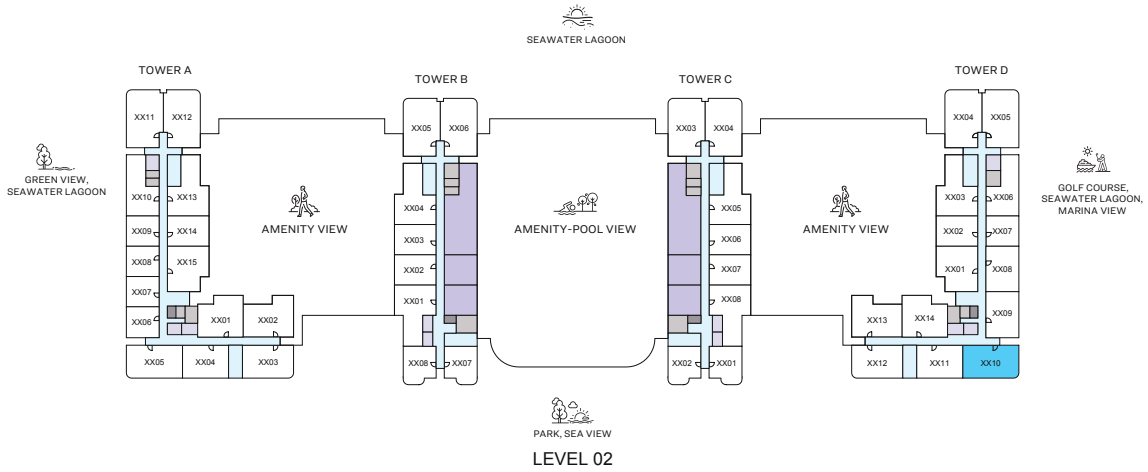 SEAWATER LAGOON
TOWER A
TOWER B
TOWER C
TOWER D
XX11
XX12
XX05
XX06
XX03
XX04
XX04
XX05
GREEN VIEW,
SEAWATER LAGOON
GOLF COURSE,
SEAWATER LAGOON,
MARINA VIEW
XX10
XX13
XX04
XX05
XX03
XX06
AMENITY VIEW
AMENITY-POOL VIEW
AMENITY VIEW
XX09
XX14
XX03
XX06
XX02
XX07
XX08
XX15
XX02
XX07
XX01
XX08
XX07
XX01
XX08
XX06
XX01
XX02
XX13
XX14
XX09
XX05
XX04
XX03
XX08
XX07
XX02
XX01
XX12
XX11
XX10
PARK, SEA VIEW
LEVEL 02